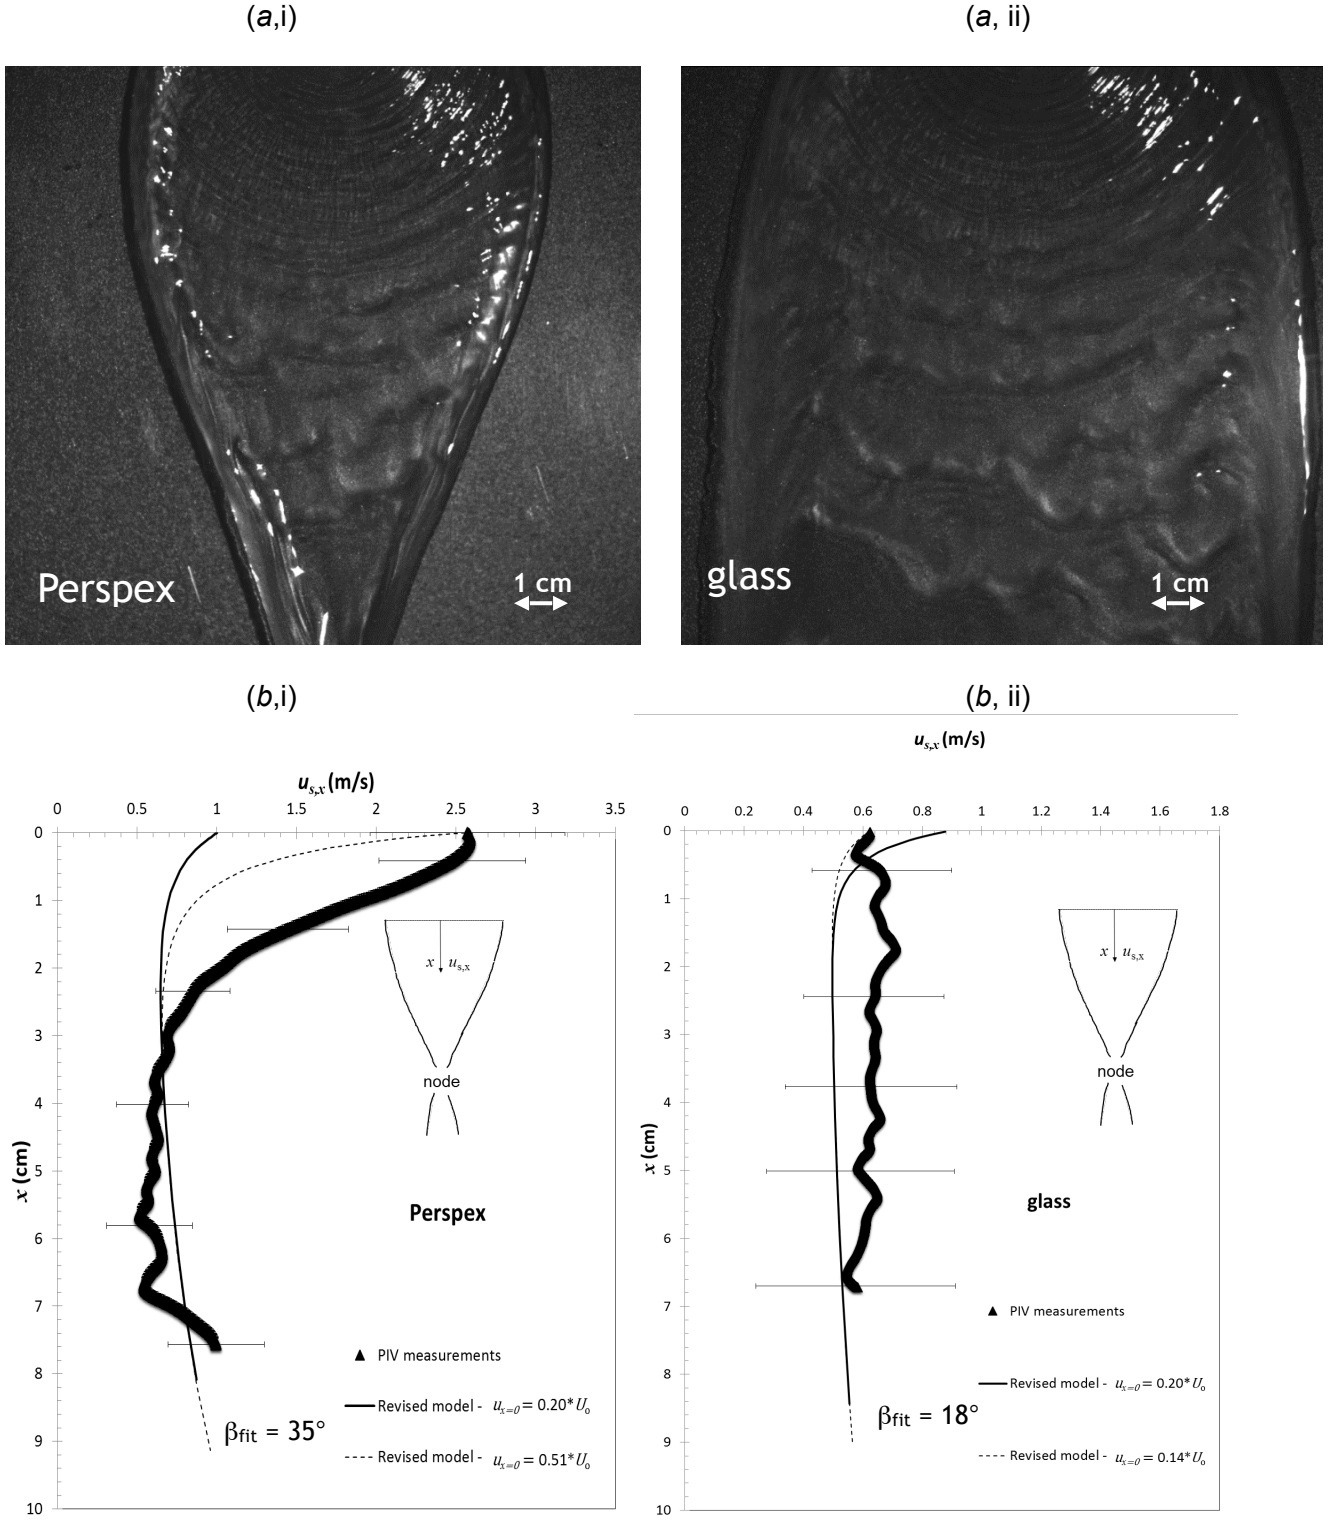 (a,i)
(a, ii)
Perspex
1 cm
glass
1 cm
(b,i)
(b, ii)
us,x (m/s)
0 0.5 1 1.5 2 2.5 3 3.5
0
1
2
3
4
5
6
7
8
9
10
x (cm)
x us,x
node
Perspex
PIV measurements
Revised model - ux=0 = 0.20*Uo
βfit = 35°
Revised model - ux=0 = 0.51*Uo
us,x (m/s)
0 0.2 0.4 0.6 0.8 1 1.2 1.4 1.6 1.8
0
1
2
3
4
5
6
7
8
9
10
x (cm)
x us,x
node
glass
PIV measurements
Revised model - ux=0 = 0.20*Uo
βfit = 18°
Revised model - ux=0 = 0.14*Uo